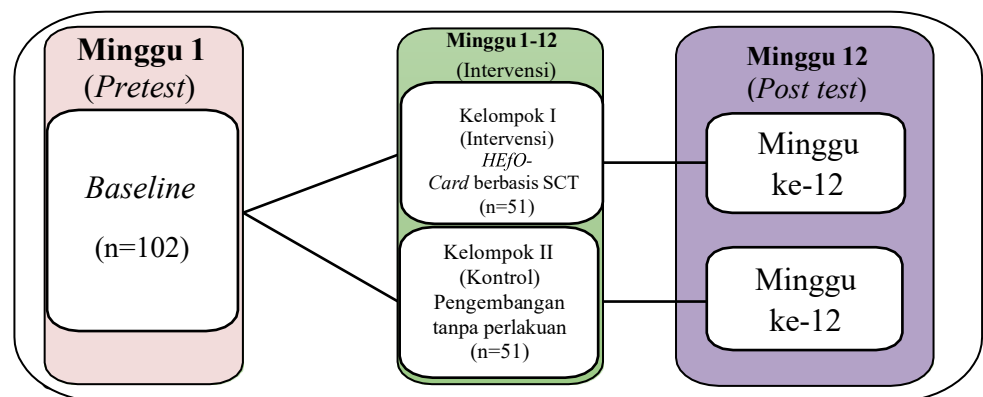 Minggu 1
(Pretest)
Baseline
(n=102)
Minggu 1-12
(Intervensi)
Kelompok I
(Intervensi)
HEfO-
Card berbasis SCT
(n=51)
Kelompok II
(Kontrol)
Pengembangan
tanpa perlakuan
(n=51)
Minggu 12
(Post test)
Minggu
ke-12
Minggu
ke-12